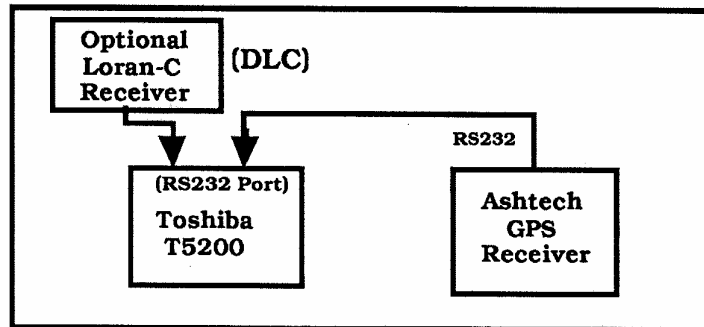 Optional
Loran-C
Receiver
(DLC)
RS232
(RS232 Port)
Toshiba
T5200
Ashtech
GPS
Receiver